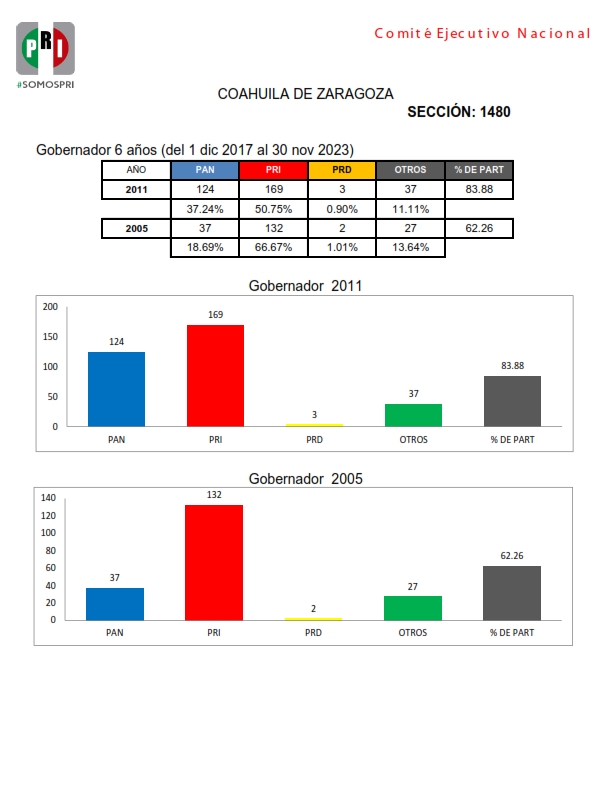 Comité Ejecutivo Nacional
PRI
#SOMOSPRI
COAHUILA DE ZARAGOZA
SECCIÓN: 1480
Gobernador 6 años (del 1 dic 2017 al 30 nov 2023)
AÑO PAN PRI PRD OTROS % DE PART
2011 124 169 3 37 83.88
37.24% 50.75% 0.90% 11.11%
2005 37 132 2 27 62.26
18.69% 66.67% 1.01% 13.64%
Gobernador 2011
200
150
100
50
0
124
169
3
37
83.88
PAN PRI PRD OTROS % DE PART
Gobernador 2005
140
120
100
80
60
40
20
0
37
132
2
27
62.26
PAN PRI PRD OTROS % DE PART